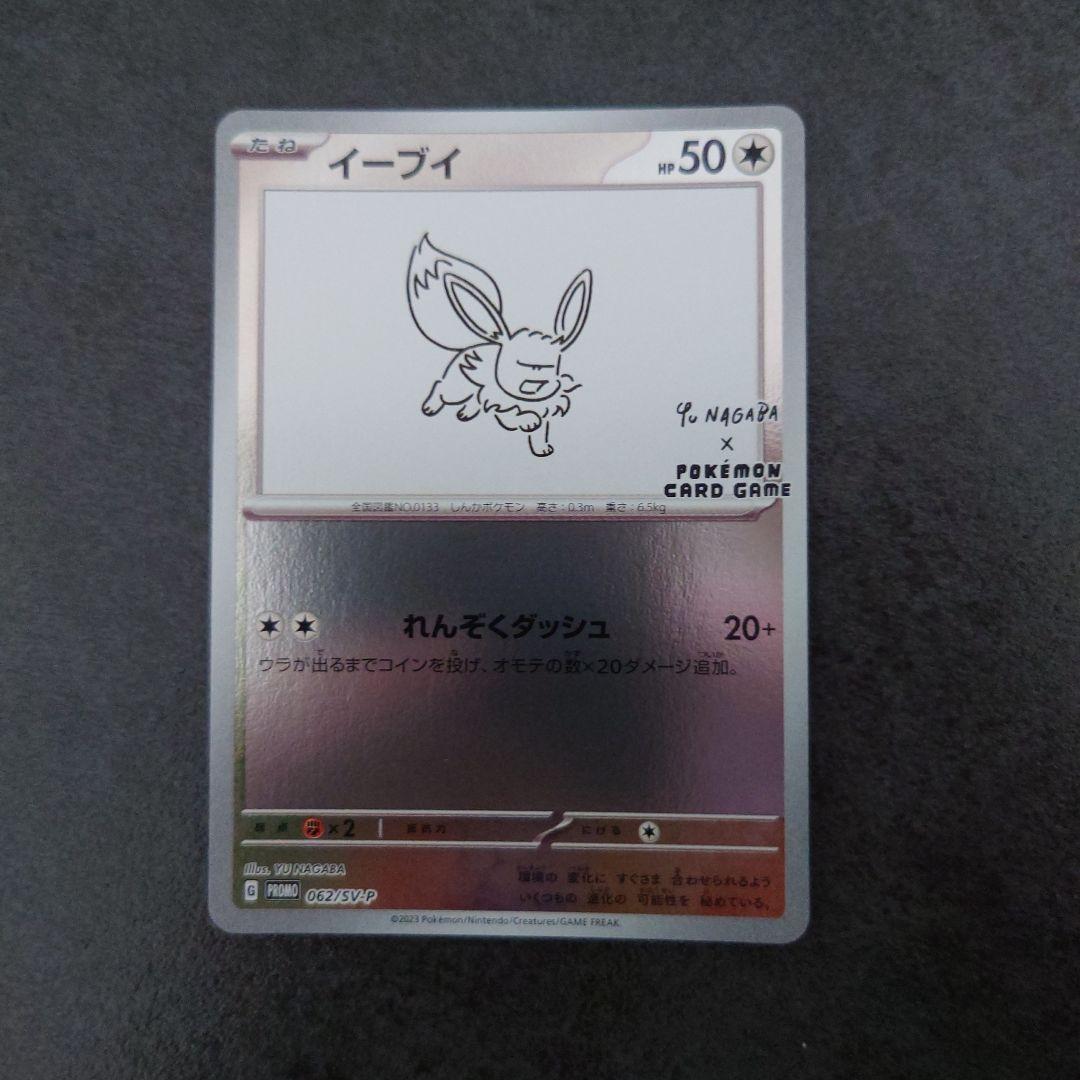 たね イーブイ HP 50
YU NAGABA
×
POKÉMON
CARD GAME
全国図鑑NO.0133 しんかポケモン 高さ:0.3m 重さ:6.5kg
れんぞくダッシュ 20+
ウラが出るまでコインを投げ、オモテの数×20ダメージ追加。
弱点 ×2 抵抗力 にげる
Illus. YU NAGABA
環境の 変化に すぐさま 合わせられるよう
いくつもの 進化の 可能性を 秘めている。
G PROMO 062/SV-P
©2023 Pokémon/Nintendo/Creatures/GAME FREAK